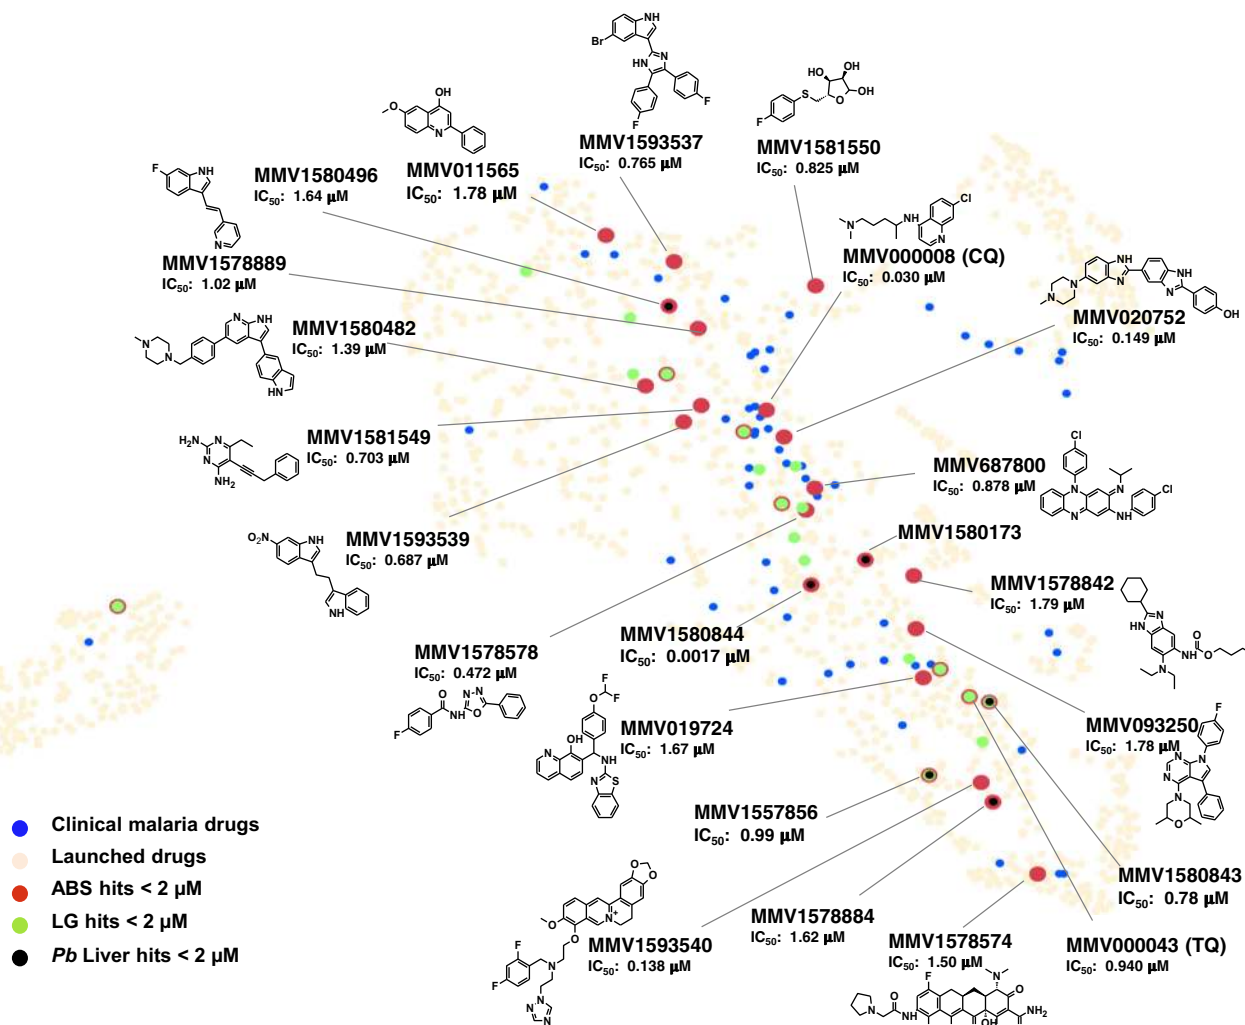 MMV1593537
IC50: 0.765 µM
MMV1581550
IC50: 0.825 µM
MMV1580496
IC50: 1.64 µM
MMV011565
IC50: 1.78 µM
MMV000008 (CQ)
IC50: 0.030 µM
MMV1578889
IC50: 1.02 µM
MMV1580482
IC50: 1.39 µM
MMV020752
IC50: 0.149 µM
MMV1581549
IC50: 0.703 µM
MMV687800
IC50: 0.878 µM
MMV1593539
IC50: 0.687 µM
MMV1580173
MMV1578842
IC50: 1.79 µM
MMV1580844
IC50: 0.0017 µM
MMV1578578
IC50: 0.472 µM
MMV019724
IC50: 1.67 µM
MMV093250
IC50: 1.78 µM
MMV1557856
IC50: 0.99 µM
MMV1580843
IC50: 0.78 µM
MMV1578884
IC50: 1.62 µM
MMV1593540
IC50: 0.138 µM
MMV1578574
IC50: 1.50 µM
MMV000043 (TQ)
IC50: 0.940 µM
Clinical malaria drugs
Launched drugs
ABS hits < 2 µM
LG hits < 2 µM
Pb Liver hits < 2 µM